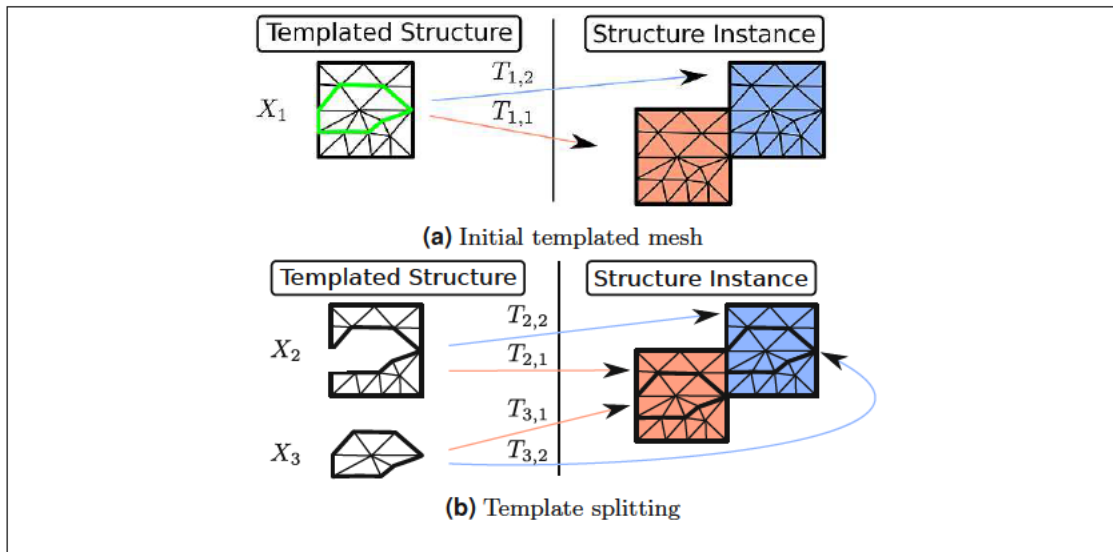 Templated Structure
Structure Instance
X₁
T₁,₂
T₁,₁
(a) Initial templated mesh
Templated Structure
Structure Instance
X₂
T₂,₂
T₂,₁
X₃
T₃,₁
T₃,₂
(b) Template splitting